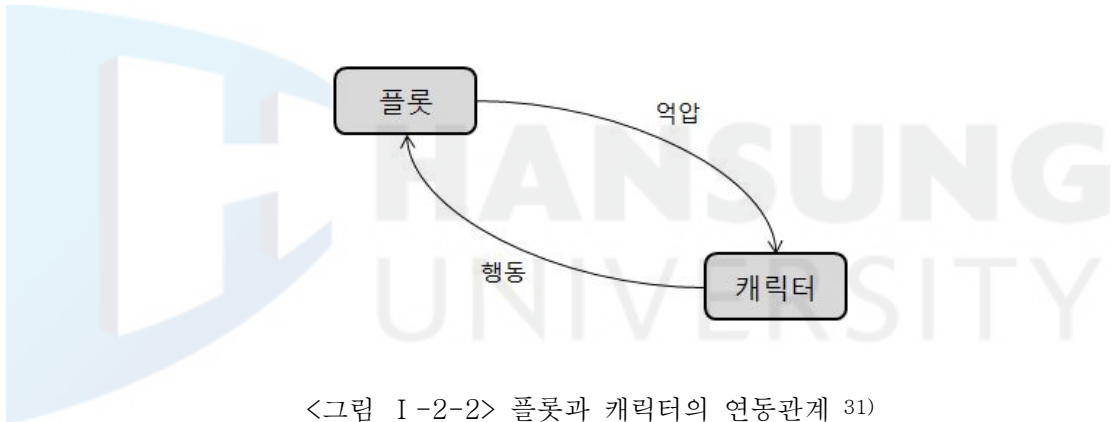 플롯
억압
HANSUNG
행동
캐릭터
UNIVERSITY
<그림 Ⅰ-2-2> 플롯과 캐릭터의 연동관계 31)